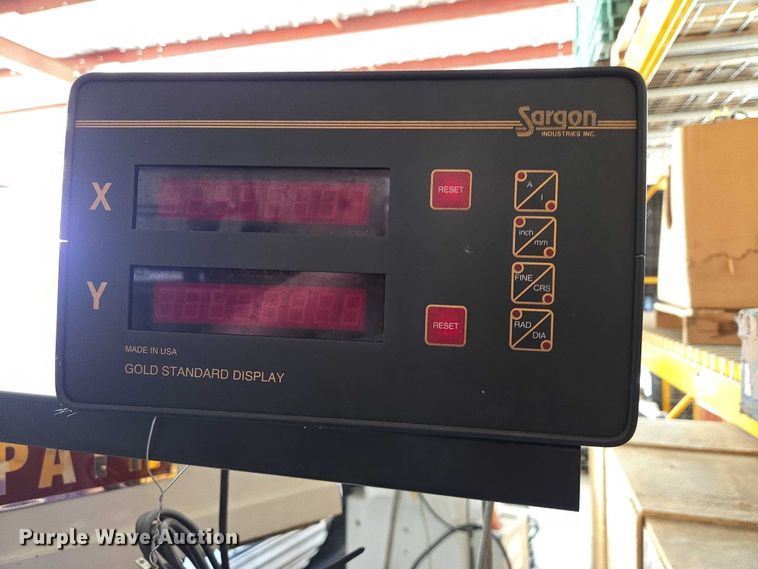 Sargon
INDUSTRIES INC.
X
RESET
A
I
inch
mm
FINE
CRS
Y
RESET
RAD
DIA
MADE IN USA
GOLD STANDARD DISPLAY
PA
Purple Wave Auction